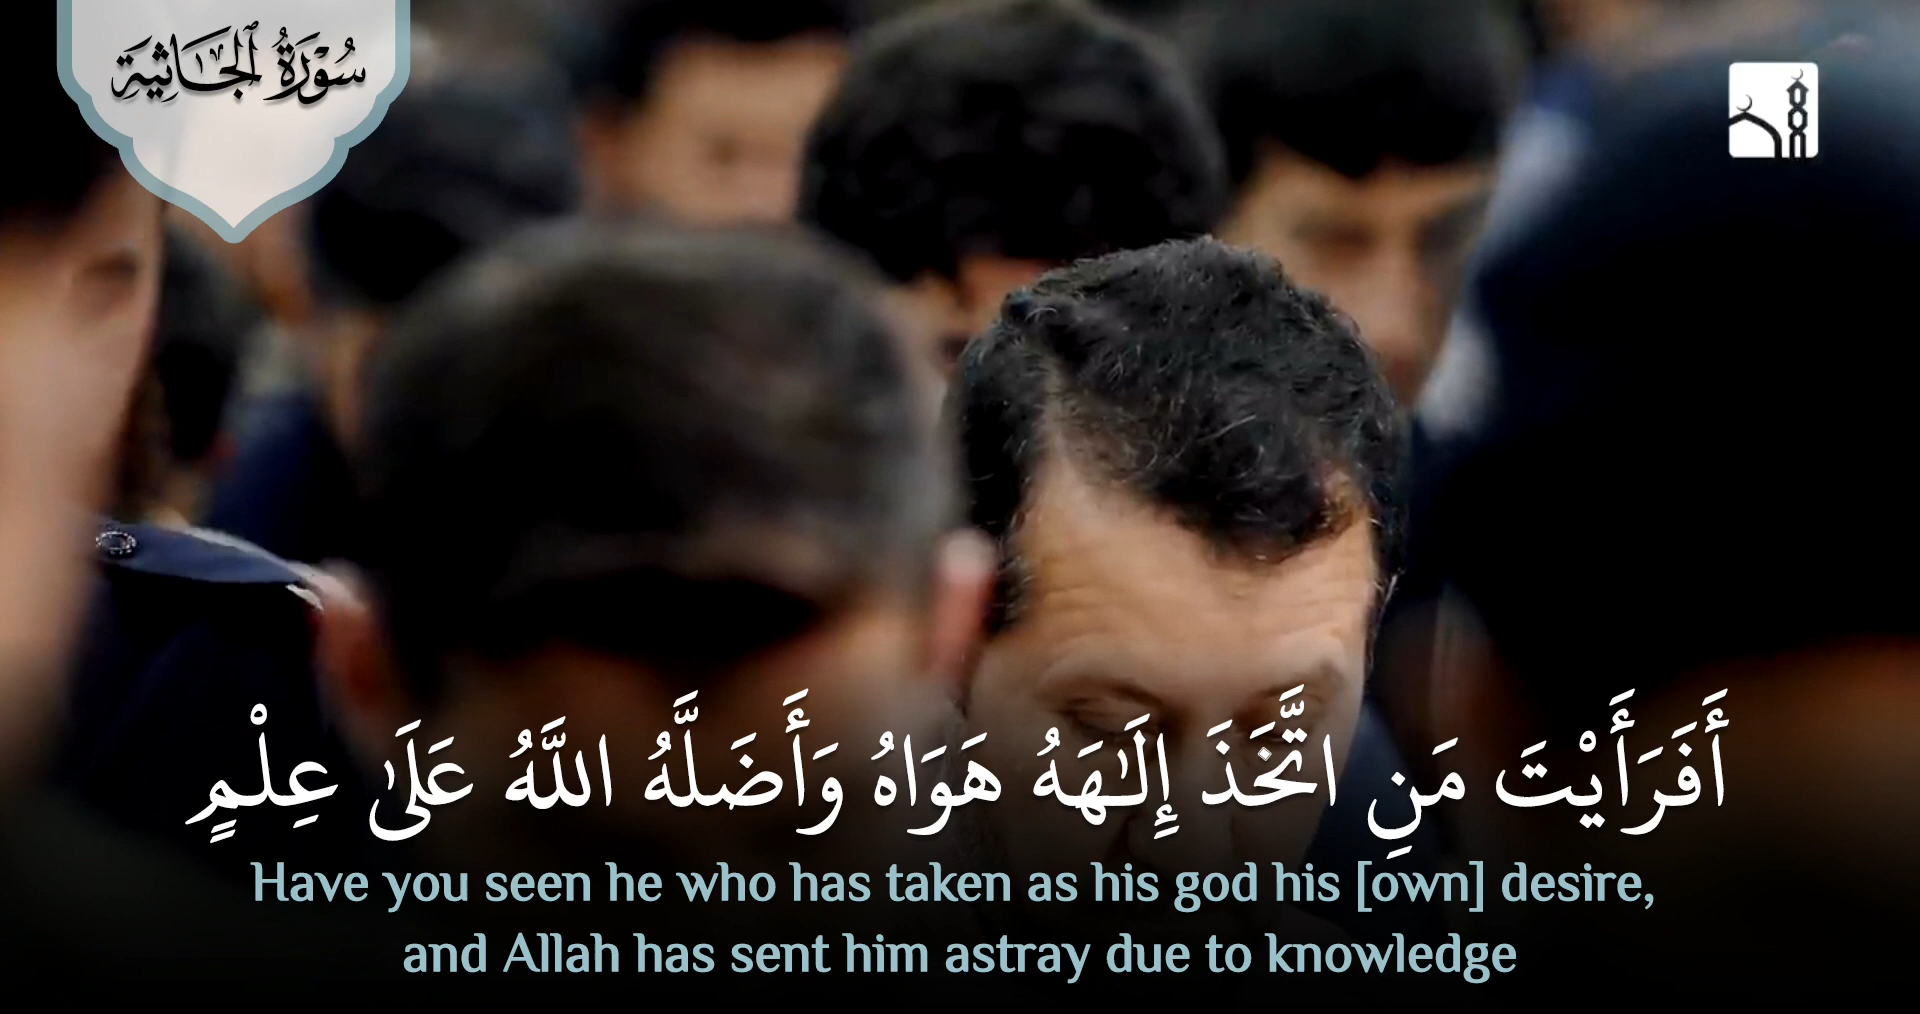 سُورَةُ ٱلْجَاثِيَةِ
أَفَرَأَيْتَ مَنِ اتَّخَذَ إِلَٰهَهُ هَوَاهُ وَأَضَلَّهُ اللَّهُ عَلَىٰ عِلْمٍ
Have you seen he who has taken as his god his [own] desire,
and Allah has sent him astray due to knowledge